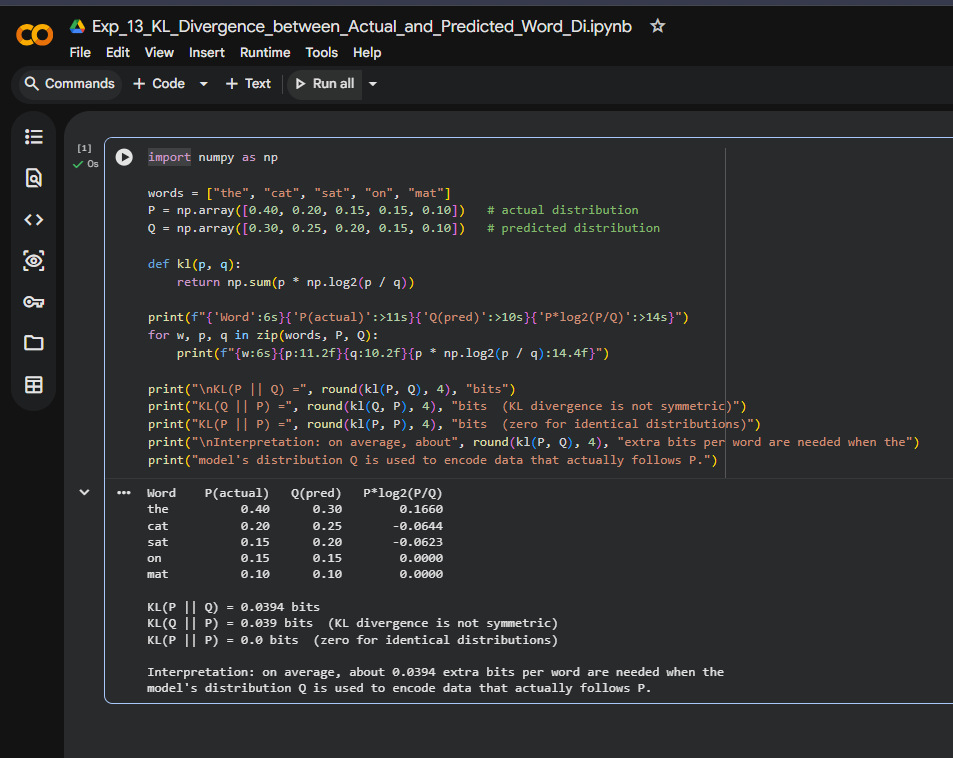 Exp_13_KL_Divergence_between_Actual_and_Predicted_Word_Di.ipynb
File Edit View Insert Runtime Tools Help
Commands + Code + Text Run all
[1]
0s
import numpy as np
words = ["the", "cat", "sat", "on", "mat"]
P = np.array([0.40, 0.20, 0.15, 0.15, 0.10])   # actual distribution
Q = np.array([0.30, 0.25, 0.20, 0.15, 0.10])   # predicted distribution
def kl(p, q):
    return np.sum(p * np.log2(p / q))
print(f"{'Word':6s}{'P(actual)':>11s}{'Q(pred)':>10s}{'P*log2(P/Q)':>14s}")
for w, p, q in zip(words, P, Q):
    print(f"{w:6s}{p:11.2f}{q:10.2f}{p * np.log2(p / q):14.4f}")
print("\nKL(P || Q) =", round(kl(P, Q), 4), "bits")
print("KL(Q || P) =", round(kl(Q, P), 4), "bits  (KL divergence is not symmetric)")
print("KL(P || P) =", round(kl(P, P), 4), "bits  (zero for identical distributions)")
print("\nInterpretation: on average, about", round(kl(P, Q), 4), "extra bits per word are needed when the")
print("model's distribution Q is used to encode data that actually follows P.")
Word    P(actual)   Q(pred)   P*log2(P/Q)
the          0.40      0.30        0.1660
cat          0.20      0.25       -0.0644
sat          0.15      0.20       -0.0623
on           0.15      0.15        0.0000
mat          0.10      0.10        0.0000
KL(P || Q) = 0.0394 bits
KL(Q || P) = 0.039 bits  (KL divergence is not symmetric)
KL(P || P) = 0.0 bits  (zero for identical distributions)
Interpretation: on average, about 0.0394 extra bits per word are needed when the
model's distribution Q is used to encode data that actually follows P.